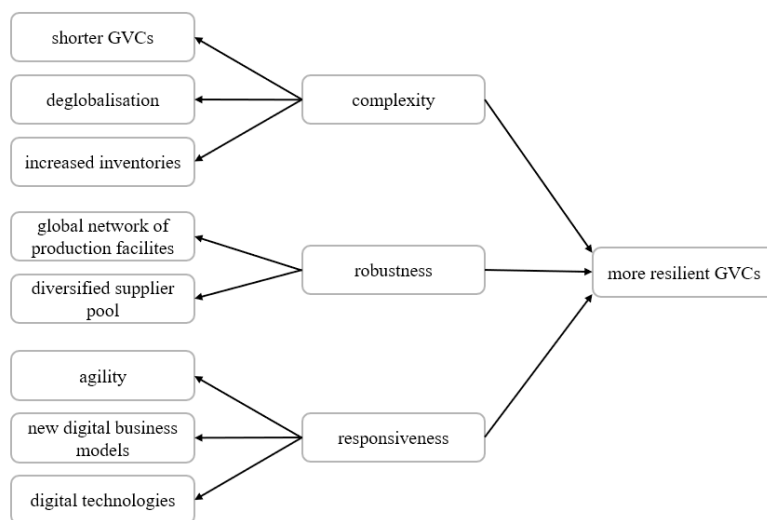 shorter GVCs
deglobalisation
increased inventories
global network of
production facilites
diversified supplier
pool
agility
new digital business
models
digital technologies
complexity
robustness
responsiveness
more resilient GVCs